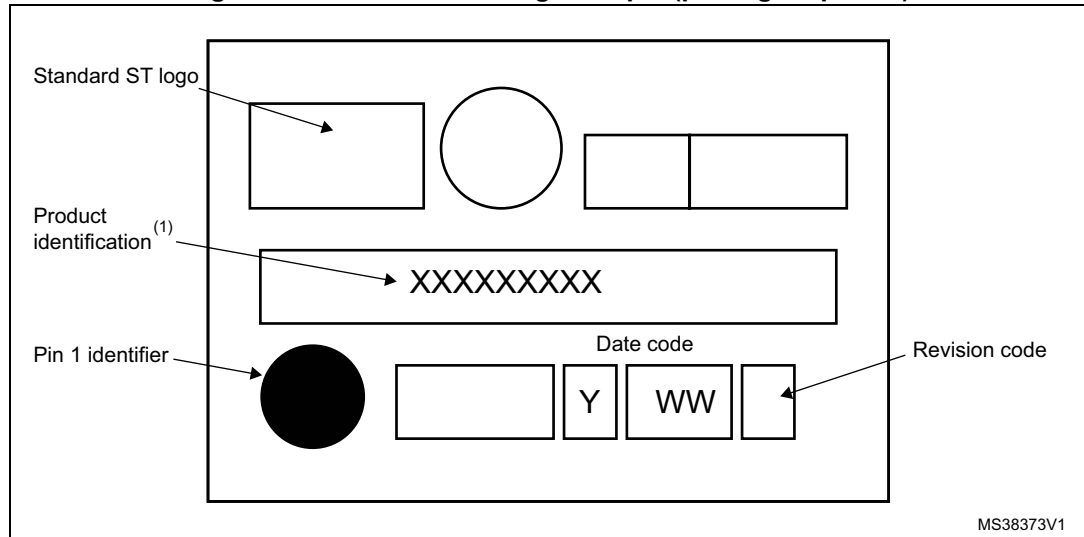 Standard ST logo
Product
identification (1)
XXXXXXXXX
Date code
Pin 1 identifier
Revision code
Y
WW
MS38373V1